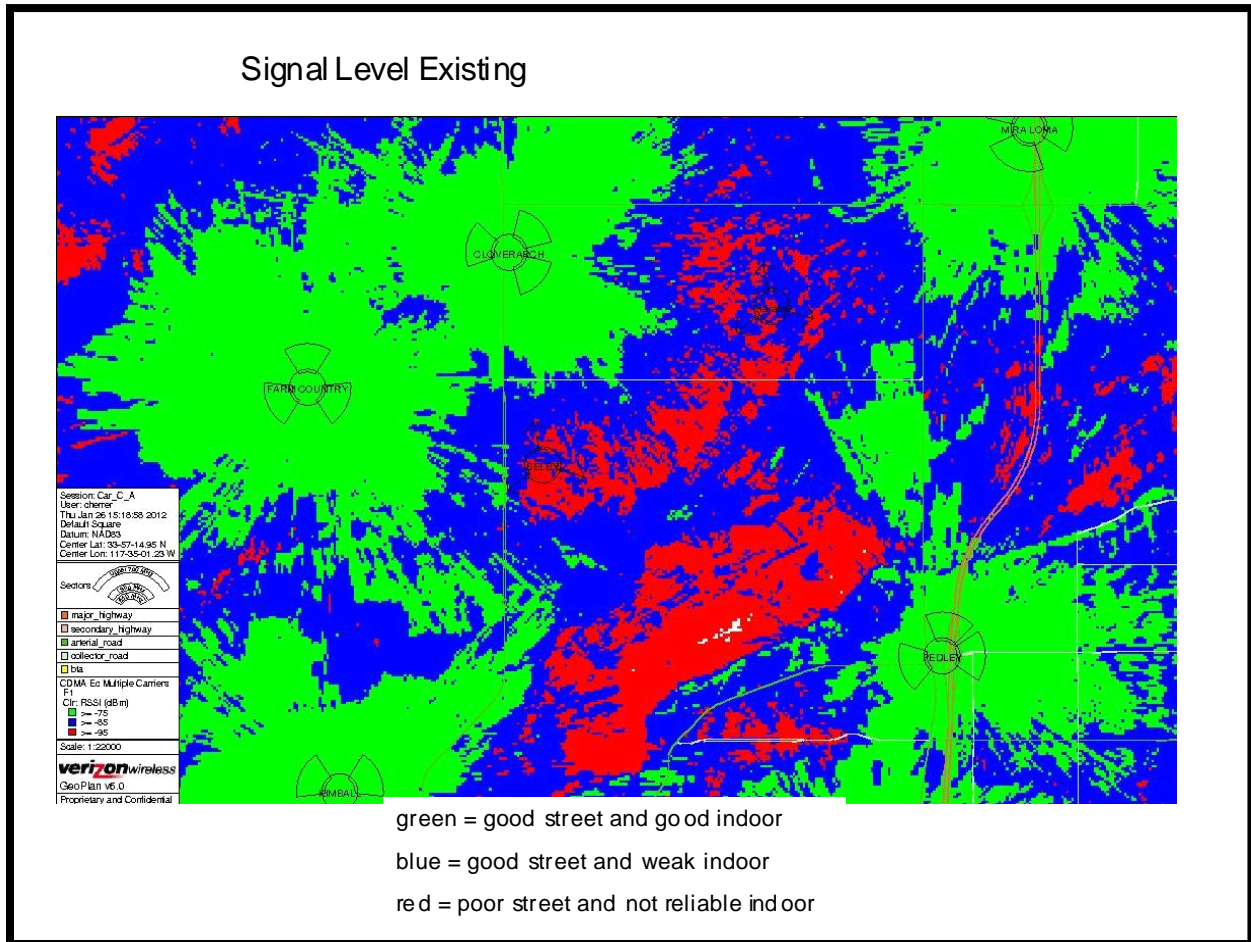 Signal Level Existing
MIRA LOMA
CLOVERARCH
FARM COUNTRY
PEDLEY
KIMBAL
Session: Car_C_A
User: cherrer
Thu Jan 26 15:18:58 2012
Default Square
Datum: NAD83
Center Lat: 33-57-14.95 N
Center Lon: 117-35-01.23 W
Sectors
major_highway
secondary_highway
arterial_road
collector_road
bta
CDMA Ec Multiple Carriers
F1
Clr: RSSI (dBm)
>= -75
>= -85
>= -95
Scale: 1:22000
verizonwireless
GeoPlan v6.0
Proprietary and Confidential
green = good street and good indoor
blue = good street and weak indoor
red = poor street and not reliable indoor